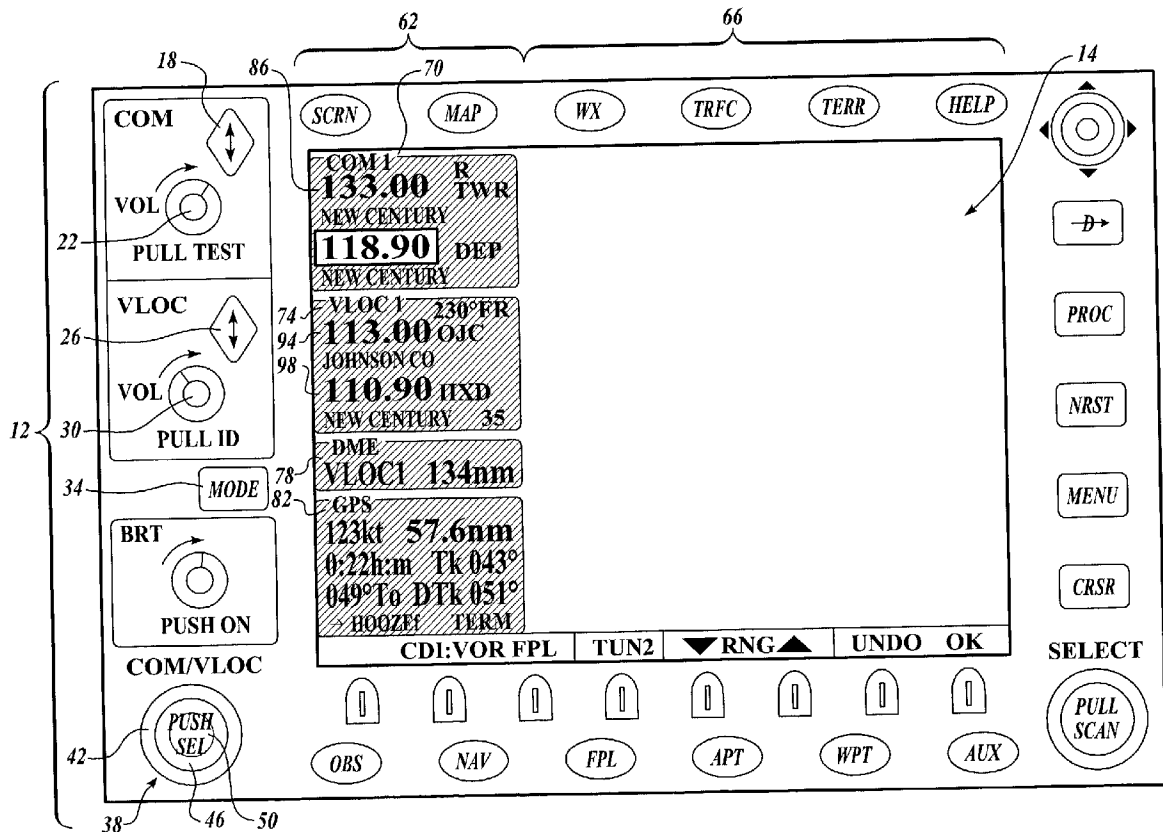 62
66
18
86
70
14
COM
SCRN
MAP
WX
TRFC
TERR
HELP
VOL
22
PULL TEST
COM 1
133.00 R TWR
NEW CENTURY
118.90 DEP
NEW CENTURY
D
VLOC
26
VOL
30
PULL ID
12
34
MODE
74
VLOC 1 230°FR
94
113.00 OJC
JOHNSON CO
98
110.90 IIXD
NEW CENTURY 35
PROC
NRST
78
DME
VLOC1 134nm
82
GPS
123kt 57.6nm
0:22h:m Tk 043°
049°To DTk 051°
TERM
MENU
CRSR
BRT
PUSH ON
CDI:VOR FPL TUN2 ▼RNG▲ UNDO OK
COM/VLOC
SELECT
42
PUSH SEL
PULL SCAN
OBS
NAV
FPL
APT
WPT
AUX
38
46
50